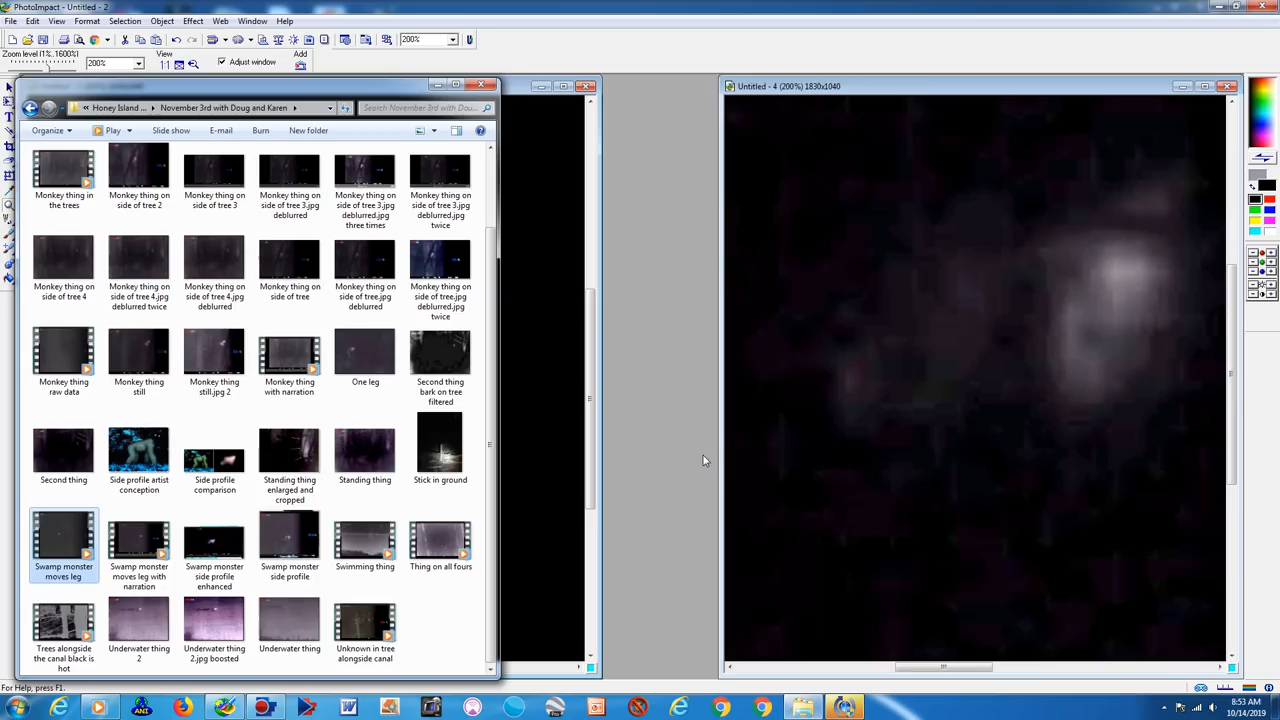 PhotoImpact - Untitled - 2
File Edit View Format Selection Object Effect Web Window Help
200%
Zoom level (1%..1600%) View Add
200% 1:1 Adjust window
Untitled - 4 (200%) 1830x1040
« Honey Island ... ▸ November 3rd with Doug and Karen ▸ Search November 3rd with Dou...
Organize Play Slide show E-mail Burn New folder
Monkey thing in the trees
Monkey thing on side of tree 2
Monkey thing on side of tree 3
Monkey thing on side of tree 3.jpg deblurred
Monkey thing on side of tree 3.jpg deblurred.jpg three times
Monkey thing on side of tree 3.jpg deblurred.jpg twice
Monkey thing on side of tree 4
Monkey thing on side of tree 4.jpg deblurred twice
Monkey thing on side of tree 4.jpg deblurred
Monkey thing on side of tree
Monkey thing on side of tree.jpg deblurred
Monkey thing on side of tree.jpg deblurred.jpg twice
Monkey thing raw data
Monkey thing still
Monkey thing still.jpg 2
Monkey thing with narration
One leg
Second thing bark on tree filtered
Second thing
Side profile artist conception
Side profile comparison
Standing thing enlarged and cropped
Standing thing
Stick in ground
Swamp monster moves leg
Swamp monster moves leg with narration
Swamp monster side profile enhanced
Swamp monster side profile
Swimming thing
Thing on all fours
Trees alongside the canal black is hot
Underwater thing 2
Underwater thing 2.jpg boosted
Underwater thing
Unknown in tree alongside canal
For Help, press F1.
8:53 AM
10/14/2019